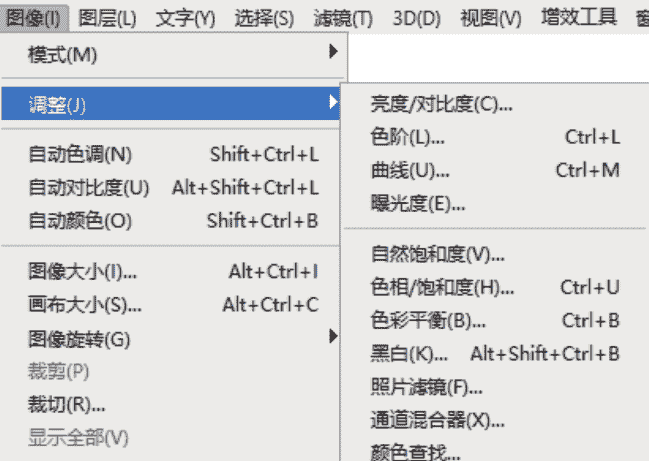 图像(I) 图层(L) 文字(Y) 选择(S) 滤镜(T) 3D(D) 视图(V) 增效工具
模式(M)
调整(J)
自动色调(N) Shift+Ctrl+L
自动对比度(U) Alt+Shift+Ctrl+L
自动颜色(O) Shift+Ctrl+B
图像大小(I)... Alt+Ctrl+I
画布大小(S)... Alt+Ctrl+C
图像旋转(G)
裁剪(P)
裁切(R)...
显示全部(V)
亮度/对比度(C)...
色阶(L)... Ctrl+L
曲线(U)... Ctrl+M
曝光度(E)...
自然饱和度(V)...
色相/饱和度(H)... Ctrl+U
色彩平衡(B)... Ctrl+B
黑白(K)... Alt+Shift+Ctrl+B
照片滤镜(F)...
通道混合器(X)...
颜色查找...